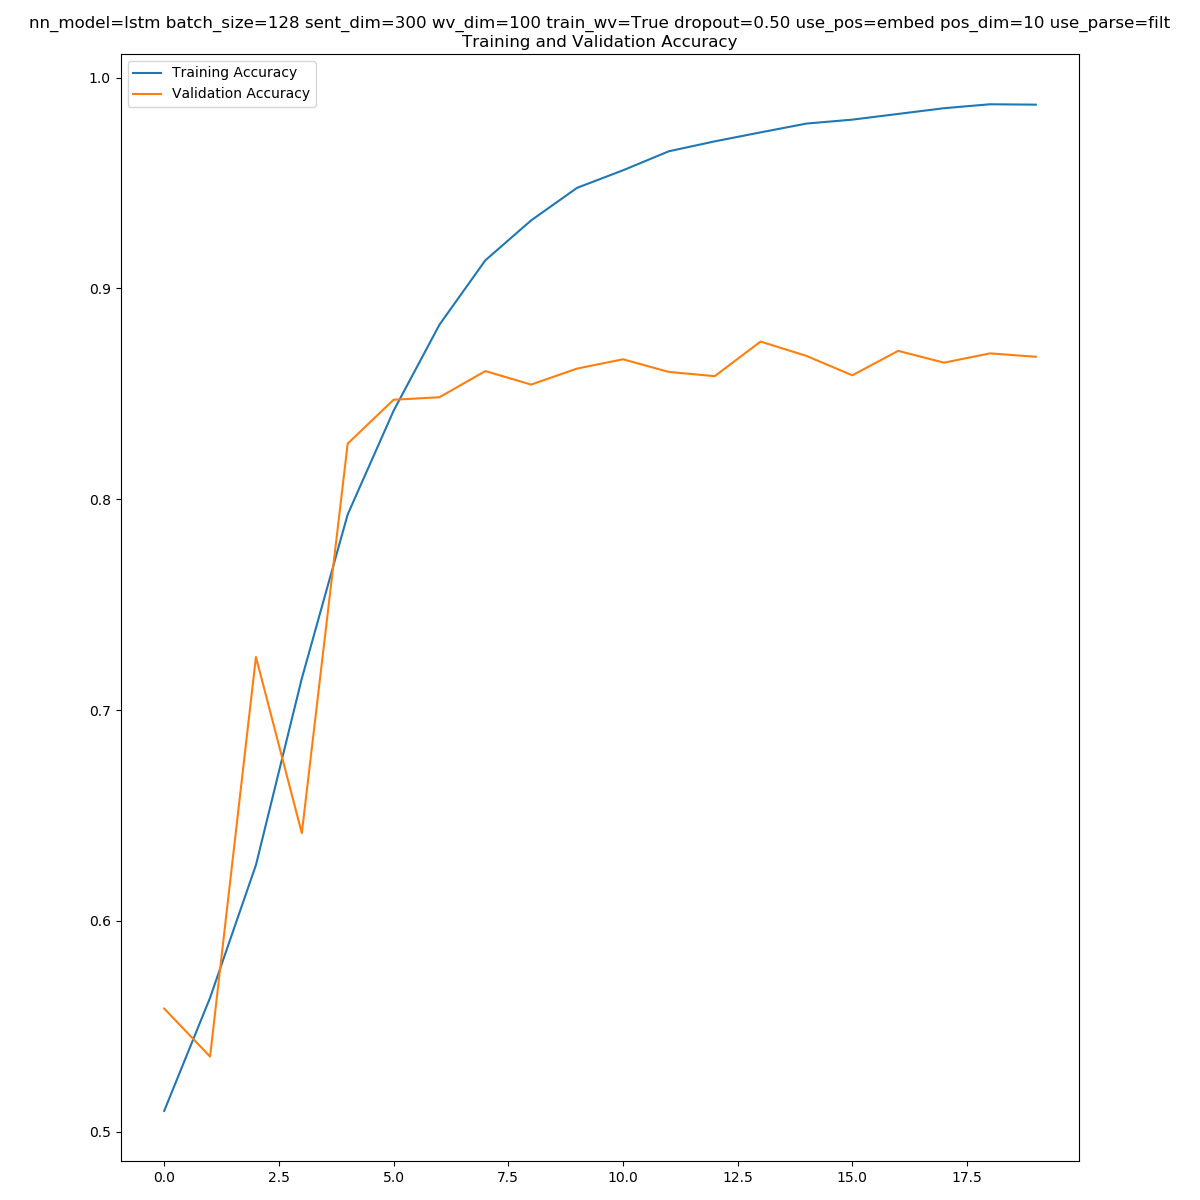 nn_model=lstm batch_size=128 sent_dim=300 wv_dim=100 train_wv=True dropout=0.50 use_pos=embed pos_dim=10 use_parse=filt
Training and Validation Accuracy
Training Accuracy
Validation Accuracy
1.0
0.9
0.8
0.7
0.6
0.5
0.0 2.5 5.0 7.5 10.0 12.5 15.0 17.5